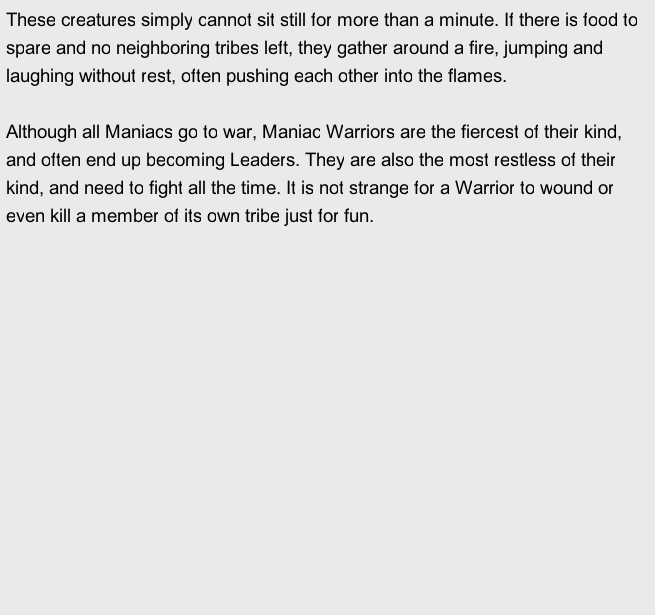 These creatures simply cannot sit still for more than a minute. If there is food to
spare and no neighboring tribes left, they gather around a fire, jumping and
laughing without rest, often pushing each other into the flames.
Although all Maniacs go to war, Maniac Warriors are the fiercest of their kind,
and often end up becoming Leaders. They are also the most restless of their
kind, and need to fight all the time. It is not strange for a Warrior to wound or
even kill a member of its own tribe just for fun.